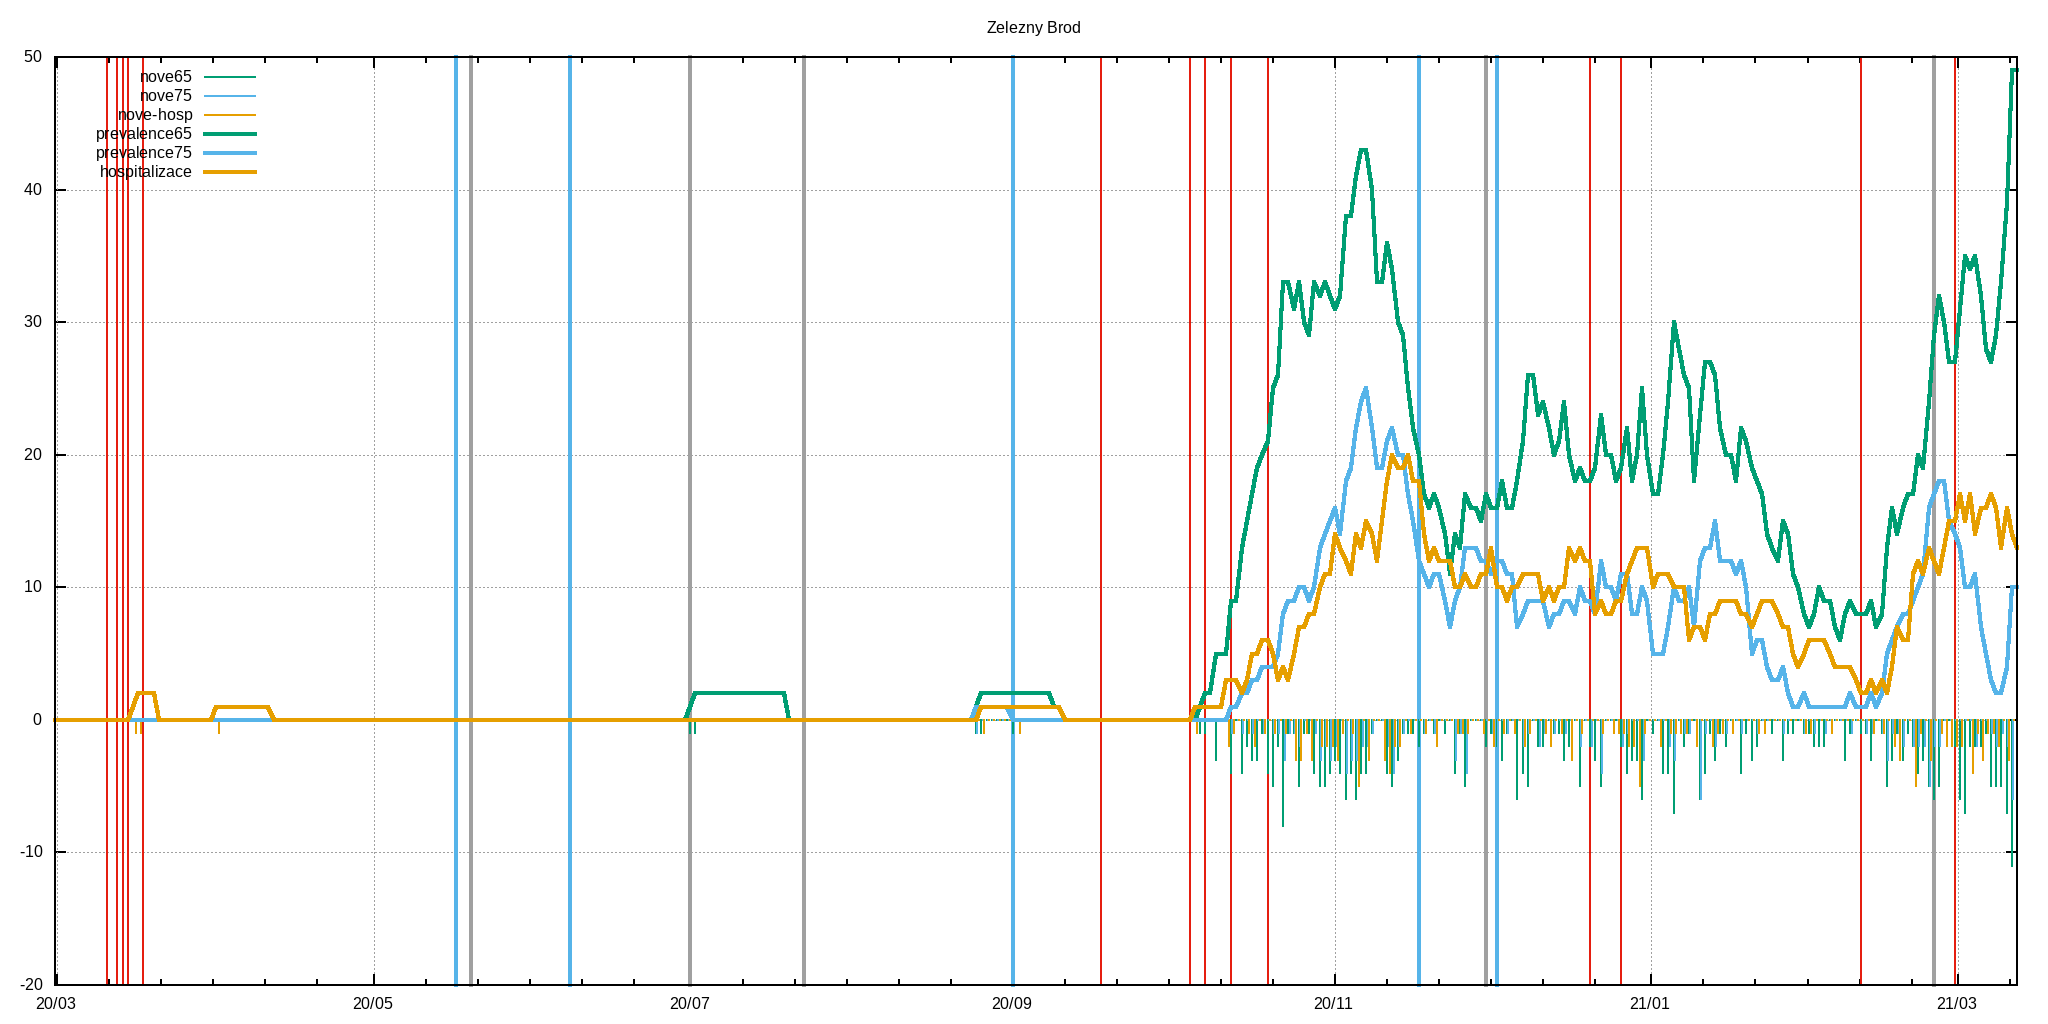 Zelezny Brod
50
40
30
20
10
0
-10
-20
nove65
nove75
nove-hosp
prevalence65
prevalence75
hospitalizace
20/03 20/05 20/07 20/09 20/11 21/01 21/03